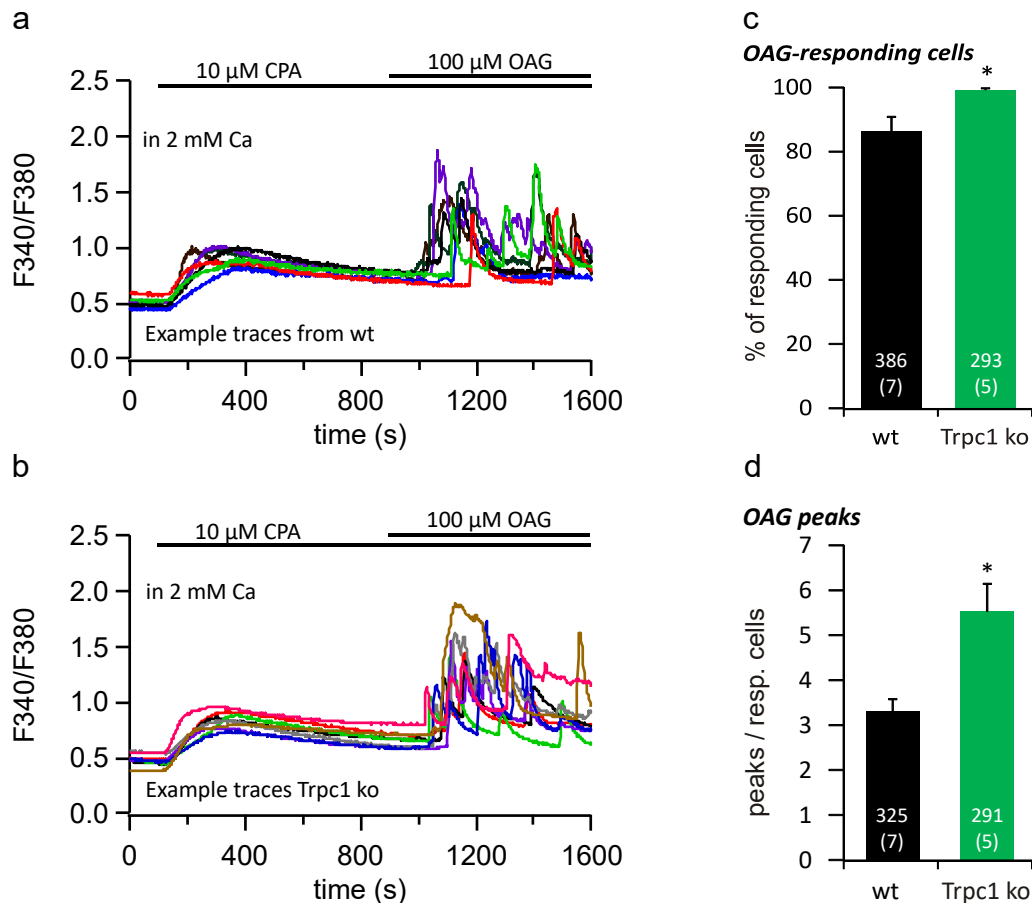 a
10 µM CPA
100 µM OAG
2.5
2.0
1.5
1.0
0.5
0.0
F340/F380
in 2 mM Ca
Example traces from wt
0
400
800
1200
1600
time (s)
b
10 µM CPA
100 µM OAG
2.5
2.0
1.5
1.0
0.5
0.0
F340/F380
in 2 mM Ca
Example traces Trpc1 ko
0
400
800
1200
1600
time (s)
c
OAG-responding cells
*
100
80
60
40
20
0
% of responding cells
386
(7)
293
(5)
wt
Trpc1 ko
d
OAG peaks
*
7
6
5
4
3
2
1
0
peaks / resp. cells
325
(7)
291
(5)
wt
Trpc1 ko